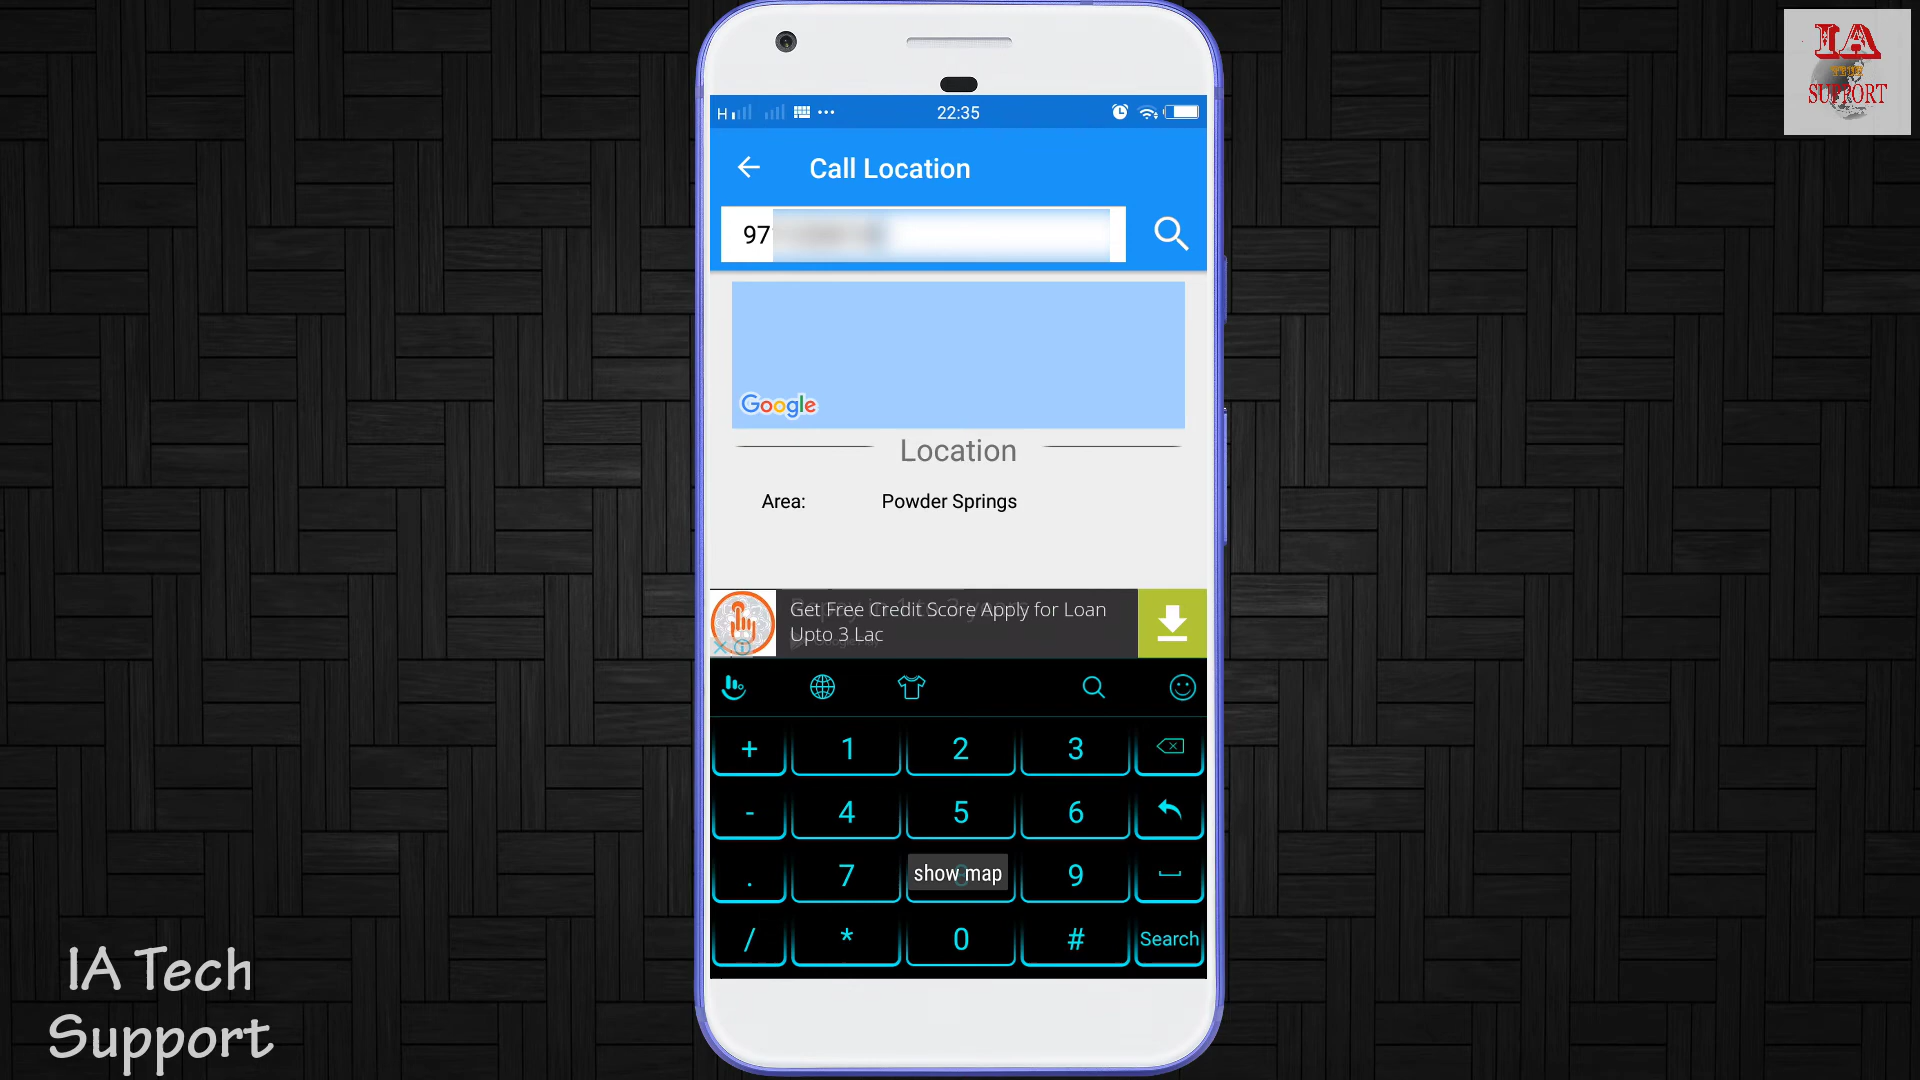 IA
TECH
SUPPORT
H
22:35
Call Location
97
Google
Location
Area: Powder Springs
Get Free Credit Score Apply for Loan
Upto 3 Lac
+ 1 2 3
- 4 5 6
. 7 show map 9
/ * 0 # Search
IA Tech
Support